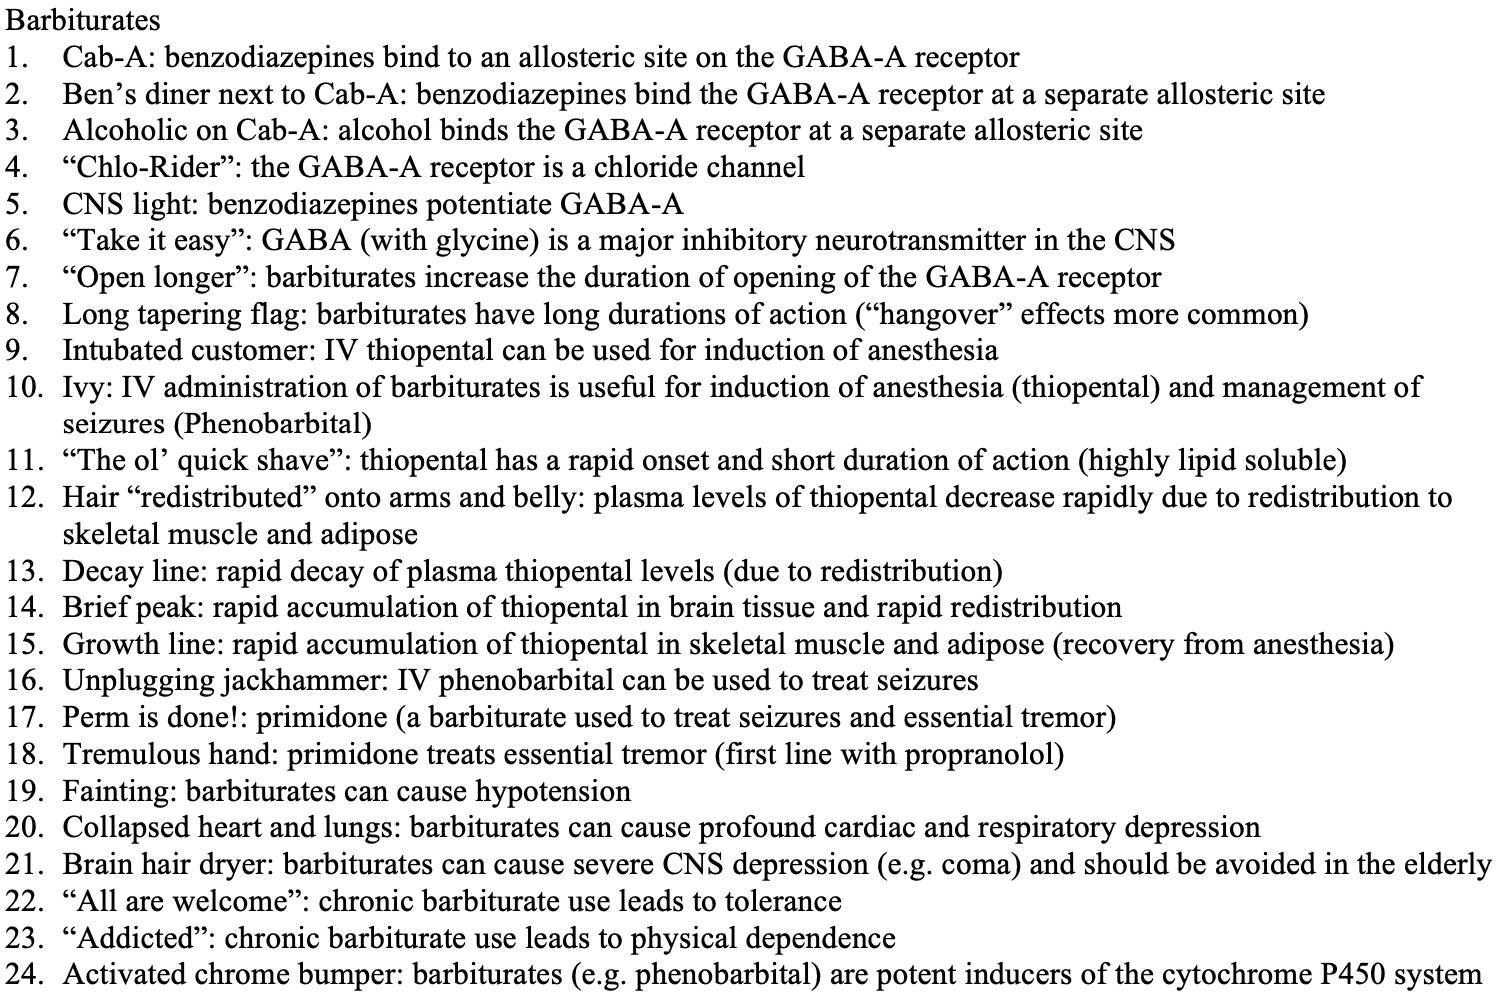 Barbiturates
1. Cab-A: benzodiazepines bind to an allosteric site on the GABA-A receptor
2. Ben’s diner next to Cab-A: benzodiazepines bind the GABA-A receptor at a separate allosteric site
3. Alcoholic on Cab-A: alcohol binds the GABA-A receptor at a separate allosteric site
4. “Chlo-Rider”: the GABA-A receptor is a chloride channel
5. CNS light: benzodiazepines potentiate GABA-A
6. “Take it easy”: GABA (with glycine) is a major inhibitory neurotransmitter in the CNS
7. “Open longer”: barbiturates increase the duration of opening of the GABA-A receptor
8. Long tapering flag: barbiturates have long durations of action (“hangover” effects more common)
9. Intubated customer: IV thiopental can be used for induction of anesthesia
10. Ivy: IV administration of barbiturates is useful for induction of anesthesia (thiopental) and management of
seizures (Phenobarbital)
11. “The ol’ quick shave”: thiopental has a rapid onset and short duration of action (highly lipid soluble)
12. Hair “redistributed” onto arms and belly: plasma levels of thiopental decrease rapidly due to redistribution to
skeletal muscle and adipose
13. Decay line: rapid decay of plasma thiopental levels (due to redistribution)
14. Brief peak: rapid accumulation of thiopental in brain tissue and rapid redistribution
15. Growth line: rapid accumulation of thiopental in skeletal muscle and adipose (recovery from anesthesia)
16. Unplugging jackhammer: IV phenobarbital can be used to treat seizures
17. Perm is done!: primidone (a barbiturate used to treat seizures and essential tremor)
18. Tremulous hand: primidone treats essential tremor (first line with propranolol)
19. Fainting: barbiturates can cause hypotension
20. Collapsed heart and lungs: barbiturates can cause profound cardiac and respiratory depression
21. Brain hair dryer: barbiturates can cause severe CNS depression (e.g. coma) and should be avoided in the elderly
22. “All are welcome”: chronic barbiturate use leads to tolerance
23. “Addicted”: chronic barbiturate use leads to physical dependence
24. Activated chrome bumper: barbiturates (e.g. phenobarbital) are potent inducers of the cytochrome P450 system